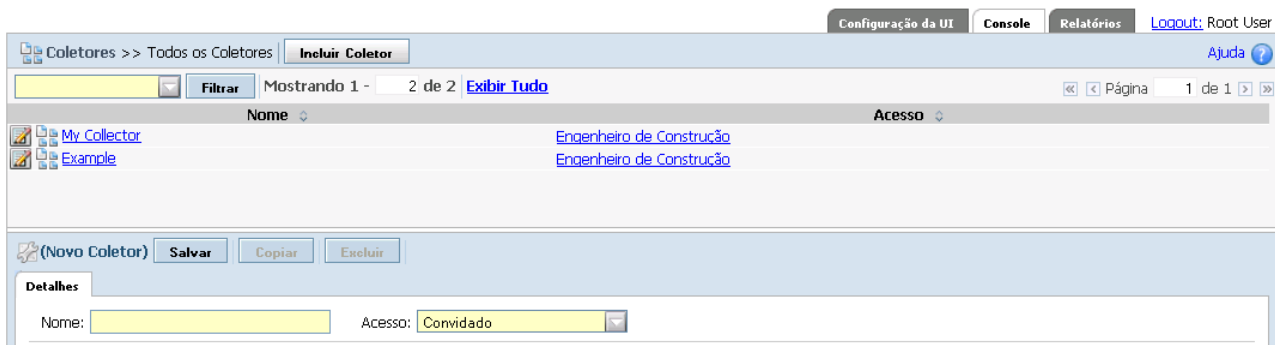 Configuração da UI Console Relatórios Logout: Root User
Coletores >> Todos os Coletores Incluir Coletor Ajuda ?
Filtrar Mostrando 1 - 2 de 2 Exibir Tudo Página 1 de 1
Nome Acesso
My Collector Engenheiro de Construção
Example Engenheiro de Construção
(Novo Coletor) Salvar Copiar Excluir
Detalhes
Nome: Acesso: Convidado